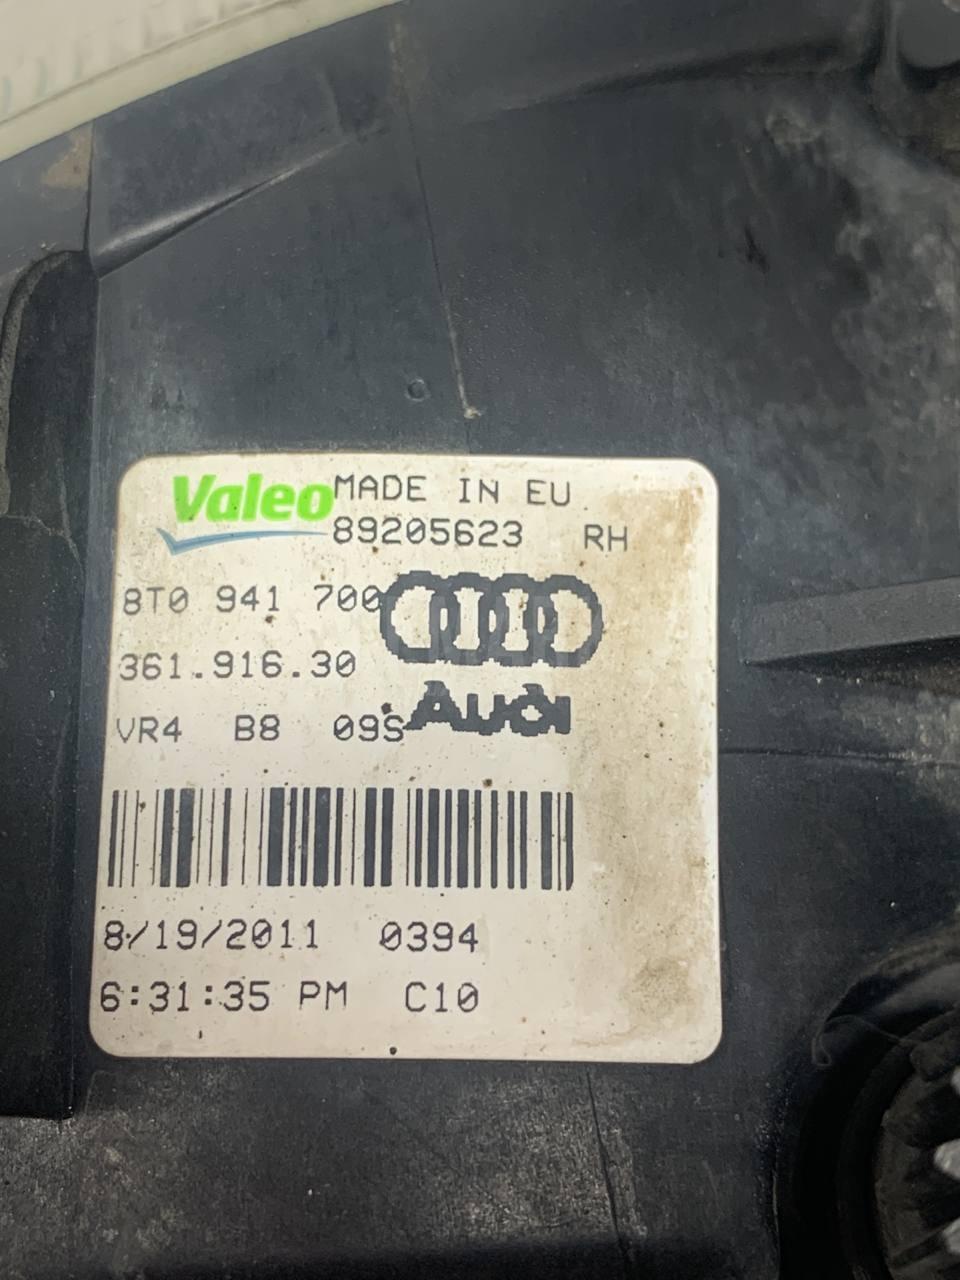 Valeo MADE IN EU
89205623 RH
8T0 941 700
361.916.30
VR4 B8 09S
Audi
8/19/2011 0394
6:31:35 PM C10